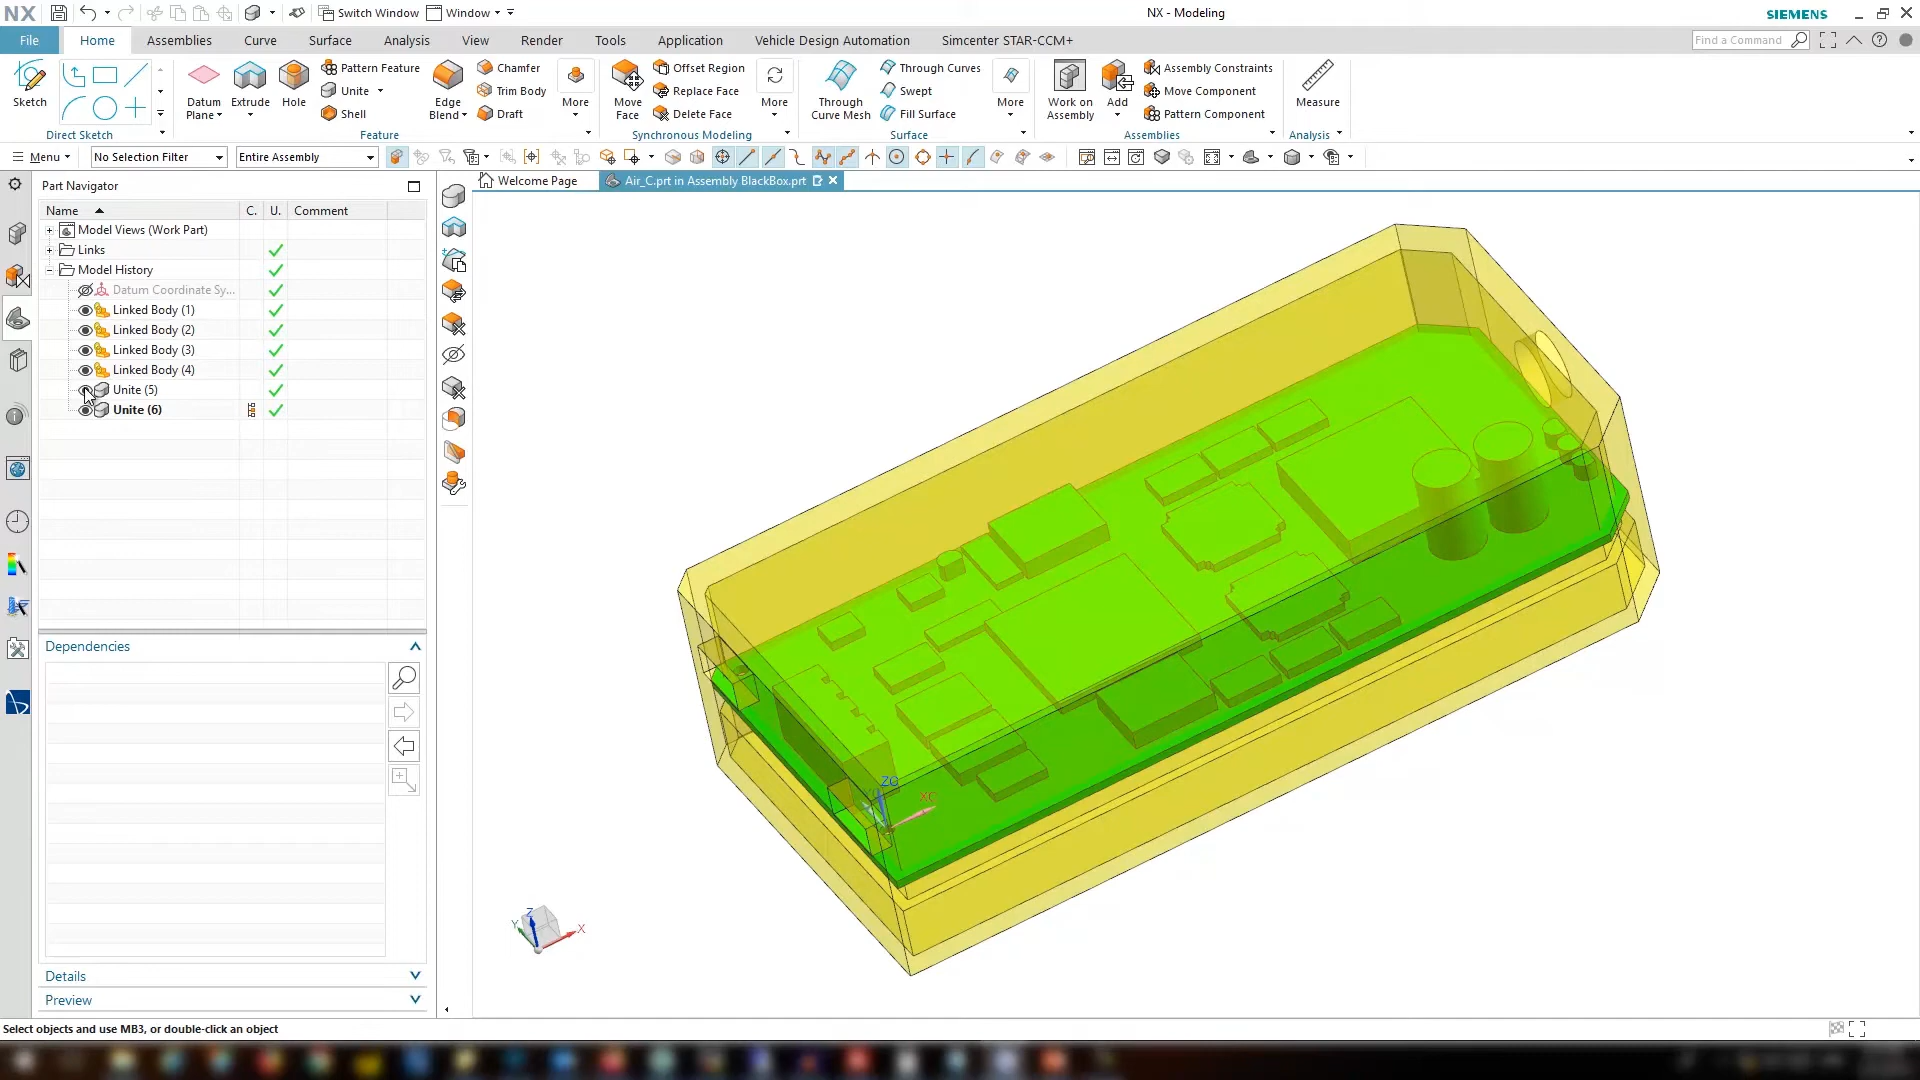 NX
Switch Window
Window
NX - Modeling
SIEMENS
File
Home
Assemblies
Curve
Surface
Analysis
View
Render
Tools
Application
Vehicle Design Automation
Simcenter STAR-CCM+
Find a Command
Sketch
Direct Sketch
Datum Plane
Extrude
Hole
Pattern Feature
Unite
Shell
Edge Blend
Chamfer
Trim Body
Draft
More
Feature
Move Face
Offset Region
Replace Face
Delete Face
More
Synchronous Modeling
Through Curve Mesh
Through Curves
Swept
Fill Surface
More
Surface
Work on Assembly
Add
Assembly Constraints
Move Component
Pattern Component
Assemblies
Measure
Analysis
Menu
No Selection Filter
Entire Assembly
Part Navigator
Welcome Page
Air_C.prt in Assembly BlackBox.prt
Name
C.
U.
Comment
Model Views (Work Part)
Links
Model History
Datum Coordinate Sy...
Linked Body (1)
Linked Body (2)
Linked Body (3)
Linked Body (4)
Unite (5)
Unite (6)
Dependencies
ZC
XC
Z
Y
X
Details
Preview
Select objects and use MB3, or double-click an object